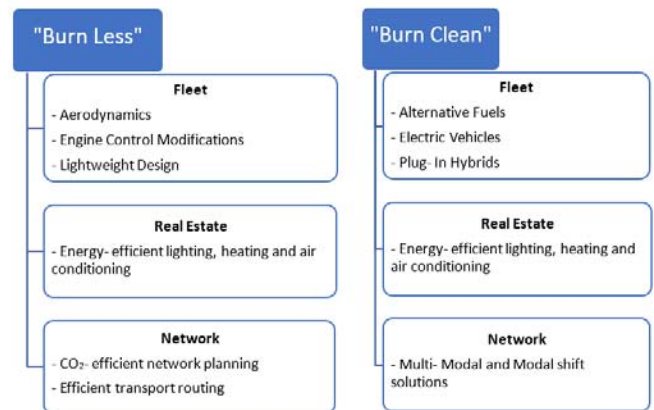 "Burn Less"
Fleet
- Aerodynamics
- Engine Control Modifications
- Lightweight Design
Real Estate
- Energy- efficient lighting, heating and air
conditioning
Network
- CO₂- efficient network planning
- Efficient transport routing
"Burn Clean"
Fleet
- Alternative Fuels
- Electric Vehicles
- Plug- In Hybrids
Real Estate
- Energy- efficient lighting, heating and
air conditioning
Network
- Multi- Modal and Modal shift
solutions